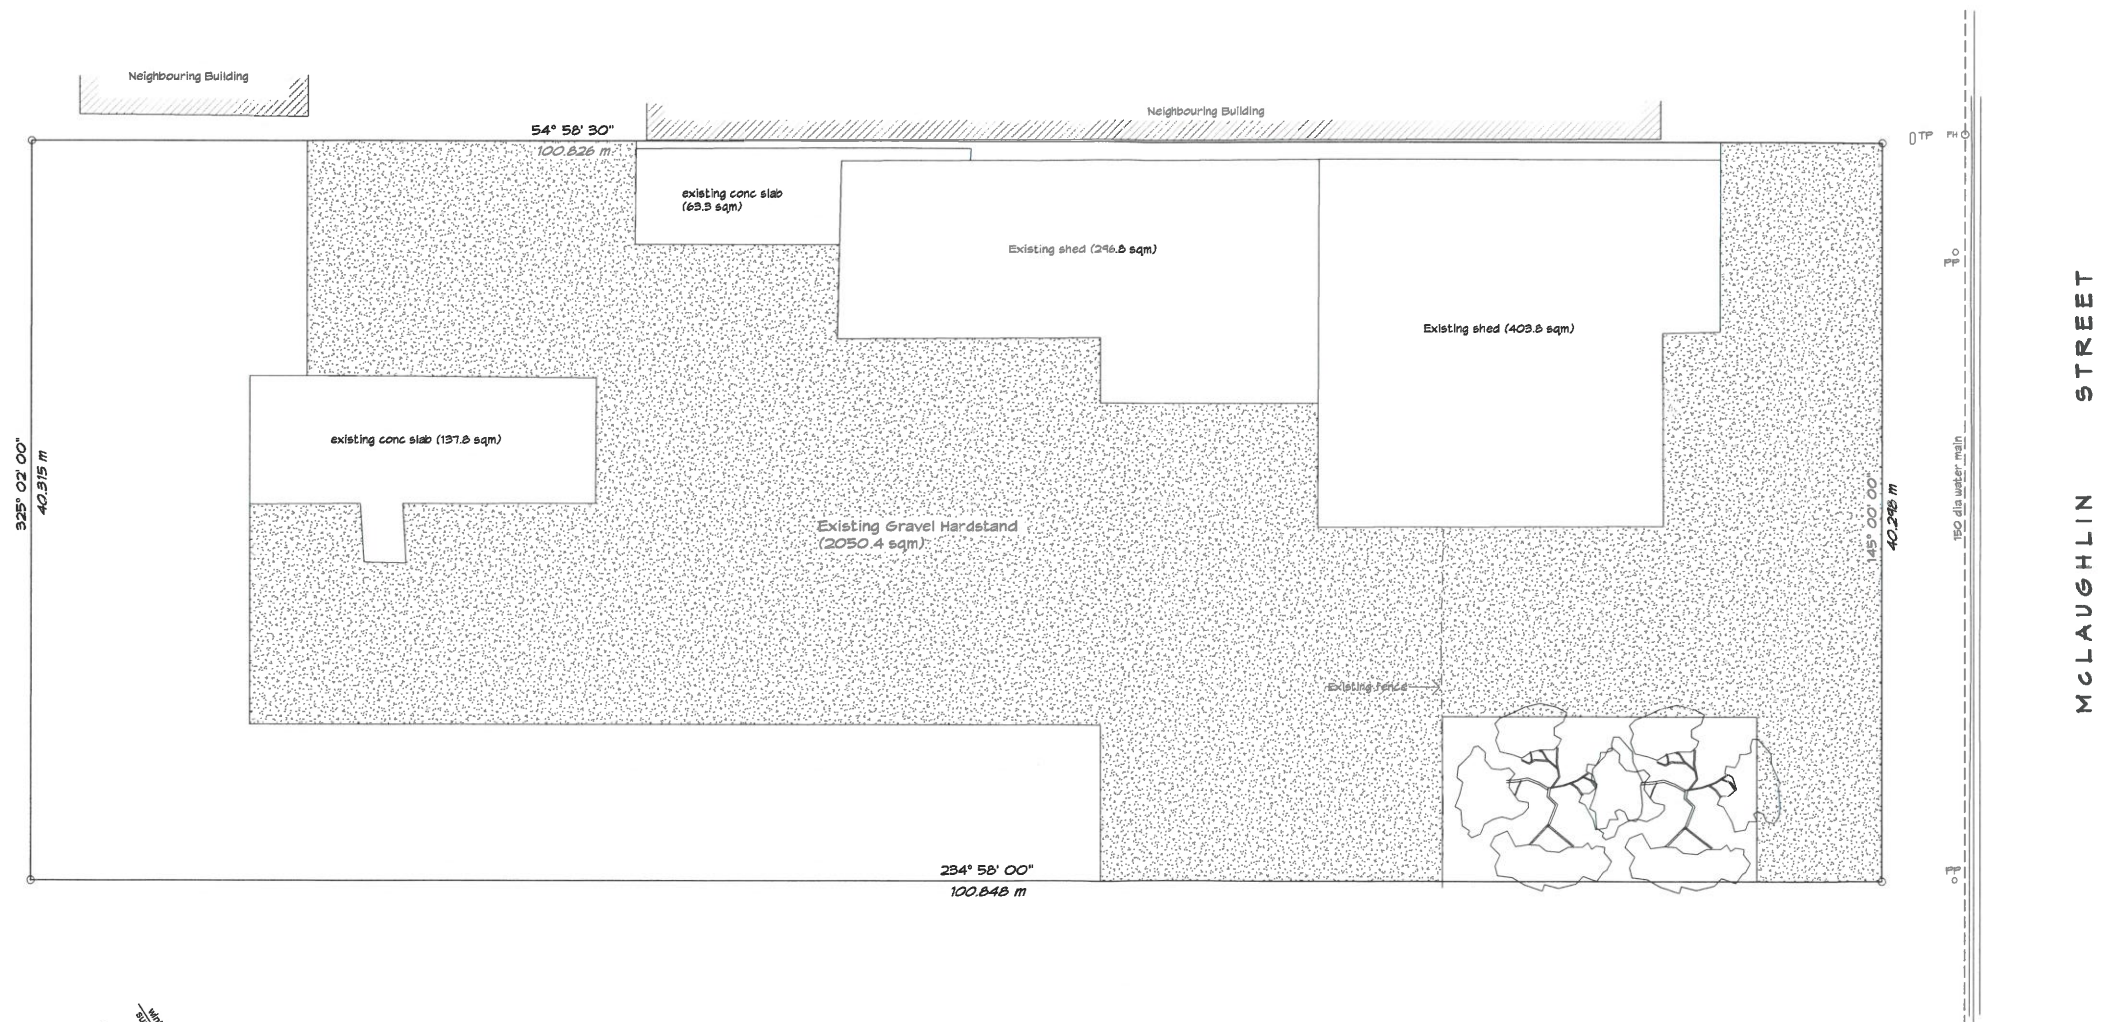 Neighbouring Building
Neighbouring Building
54° 58' 30"
100.826 m
TP
FH
existing conc slab
(63.3 sqm)
Existing shed (296.8 sqm)
PP
Existing shed (403.8 sqm)
STREET
existing conc slab (137.8 sqm)
325° 02' 00"
40.315 m
Existing Gravel Hardstand
(2050.4 sqm)
145° 00' 00"
40.298 m
150 dia water main
McLAUGHLIN
Existing fence
234° 58' 00"
100.848 m
PP